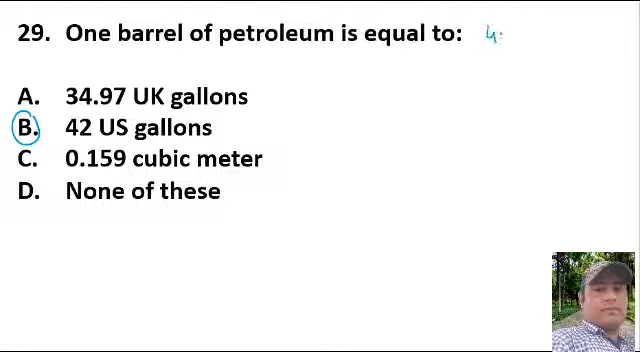 29. One barrel of petroleum is equal to: 4
A. 34.97 UK gallons
B. 42 US gallons
C. 0.159 cubic meter
D. None of these